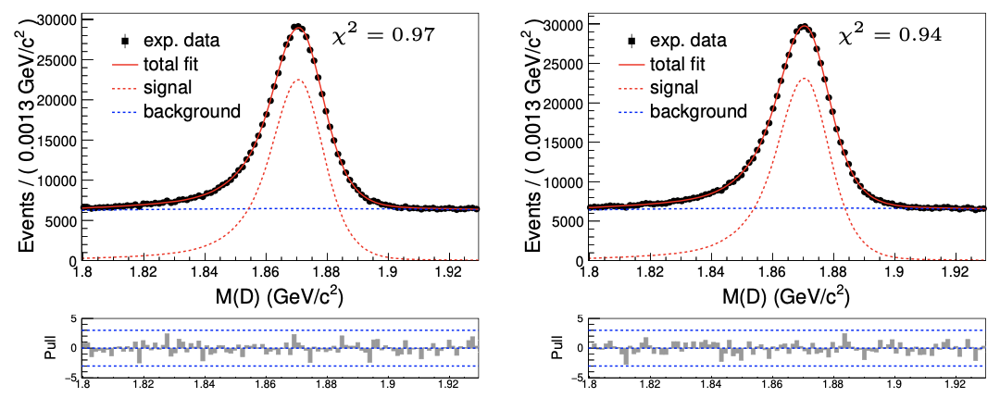 Events / ( 0.0013 GeV/c²)
30000
25000
20000
15000
10000
5000
0
χ² = 0.97
exp. data
total fit
signal
background
1.8 1.82 1.84 1.86 1.88 1.9 1.92
M(D) (GeV/c²)
Pull
5
0
−5
1.8 1.82 1.84 1.86 1.88 1.9 1.92
Events / ( 0.0013 GeV/c²)
30000
25000
20000
15000
10000
5000
0
χ² = 0.94
exp. data
total fit
signal
background
1.8 1.82 1.84 1.86 1.88 1.9 1.92
M(D) (GeV/c²)
Pull
5
0
−5
1.8 1.82 1.84 1.86 1.88 1.9 1.92